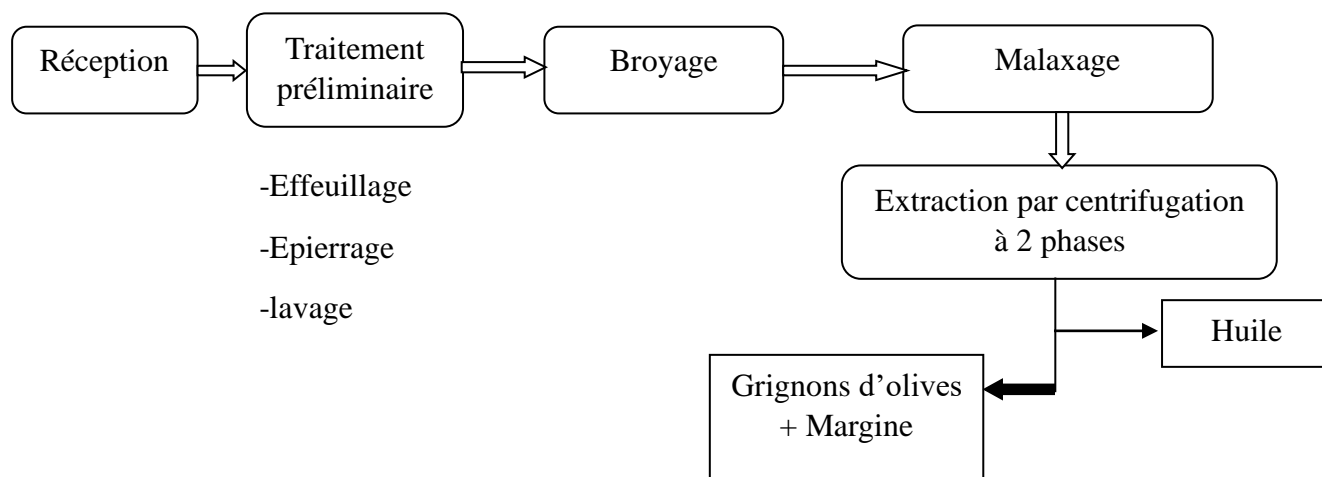 Réception
Traitement
préliminaire
Broyage
Malaxage
-Effeuillage
-Epierrage
-lavage
Extraction par centrifugation
à 2 phases
Huile
Grignons d’olives
+ Margine